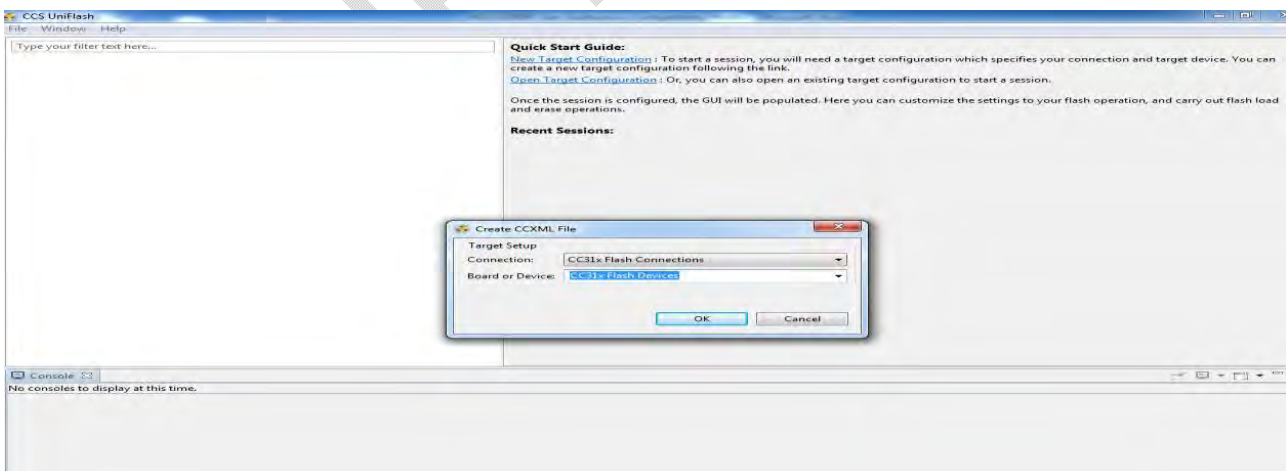 CCS UniFlash
File Window Help
Type your filter text here...
Quick Start Guide:
New Target Configuration : To start a session, you will need a target configuration which specifies your connection and target device. You can
create a new target configuration following the link.
Open Target Configuration : Or, you can also open an existing target configuration to start a session.
Once the session is configured, the GUI will be populated. Here you can customize the settings to your flash operation, and carry out flash load
and erase operations.
Recent Sessions:
Create CCXML File
Target Setup
Connection: CC31x Flash Connections
Board or Device: CC31x Flash Devices
OK Cancel
Console
No consoles to display at this time.